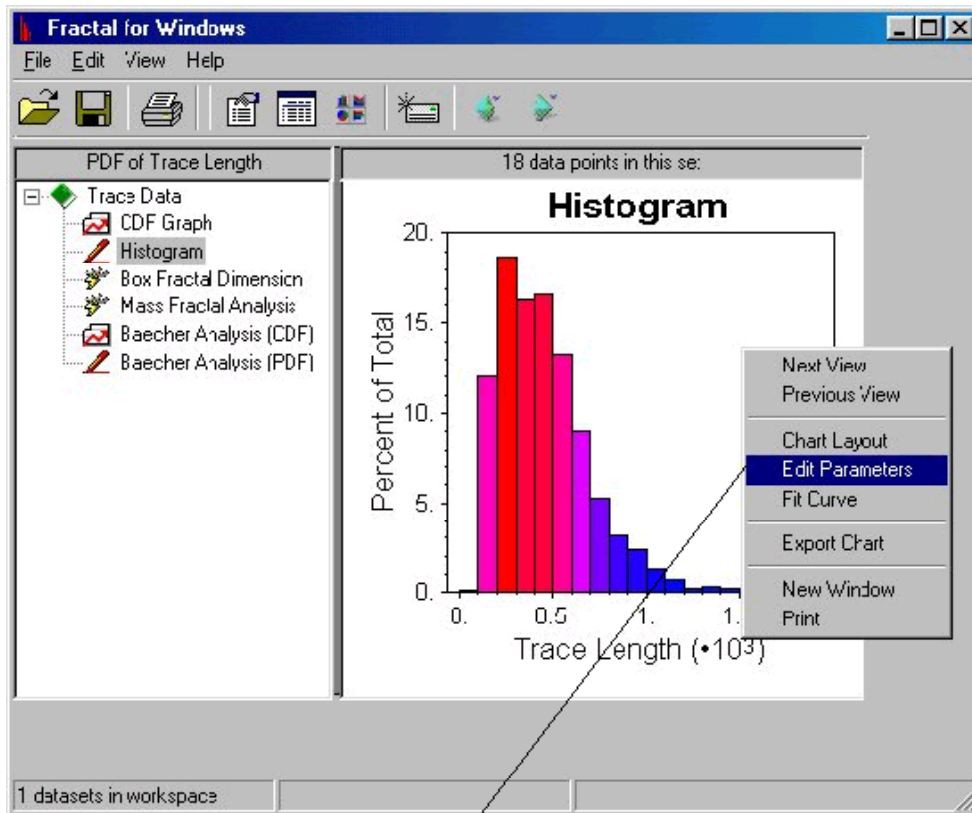 Fractal for Windows
File Edit View Help
PDF of Trace Length
18 data points in this se:
Trace Data
CDF Graph
Histogram
Box Fractal Dimension
Mass Fractal Analysis
Baecher Analysis (CDF)
Baecher Analysis (PDF)
Histogram
20.
15.
10.
5.
0.
Percent of Total
0. 0.5 1. 1.
Trace Length (•10³)
Next View
Previous View
Chart Layout
Edit Parameters
Fit Curve
Export Chart
New Window
Print
1 datasets in workspace